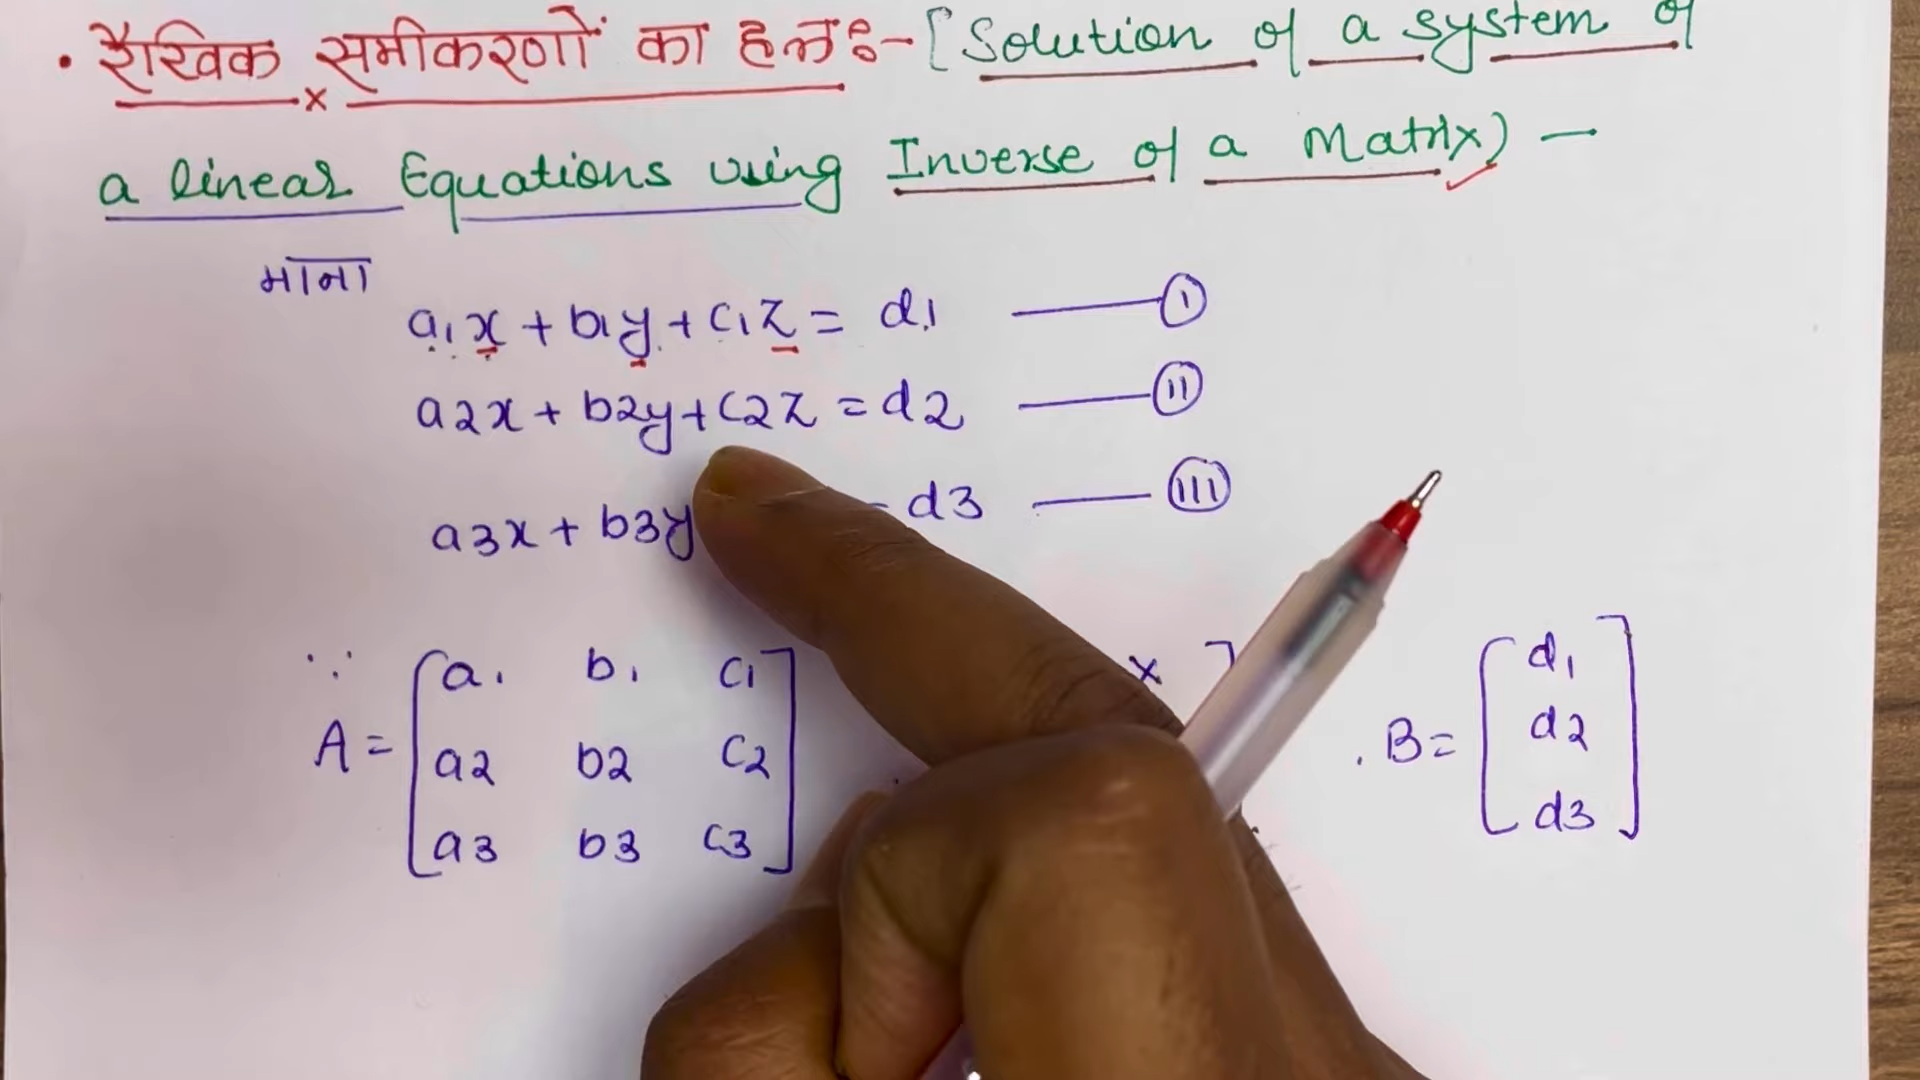 • रैखिक समीकरणों का हलः- [Solution of a system of
a linear Equations using Inverse of a Matrix) —
माना
a1x + b1y + c1z = d1 —— (I)
a2x + b2y + c2z = d2 —— (II)
a3x + b3y = d3 —— (III)
∵ A = [a1 b1 c1] x ] . B = [d1]
a2 b2 c2 d2
a3 b3 c3 d3